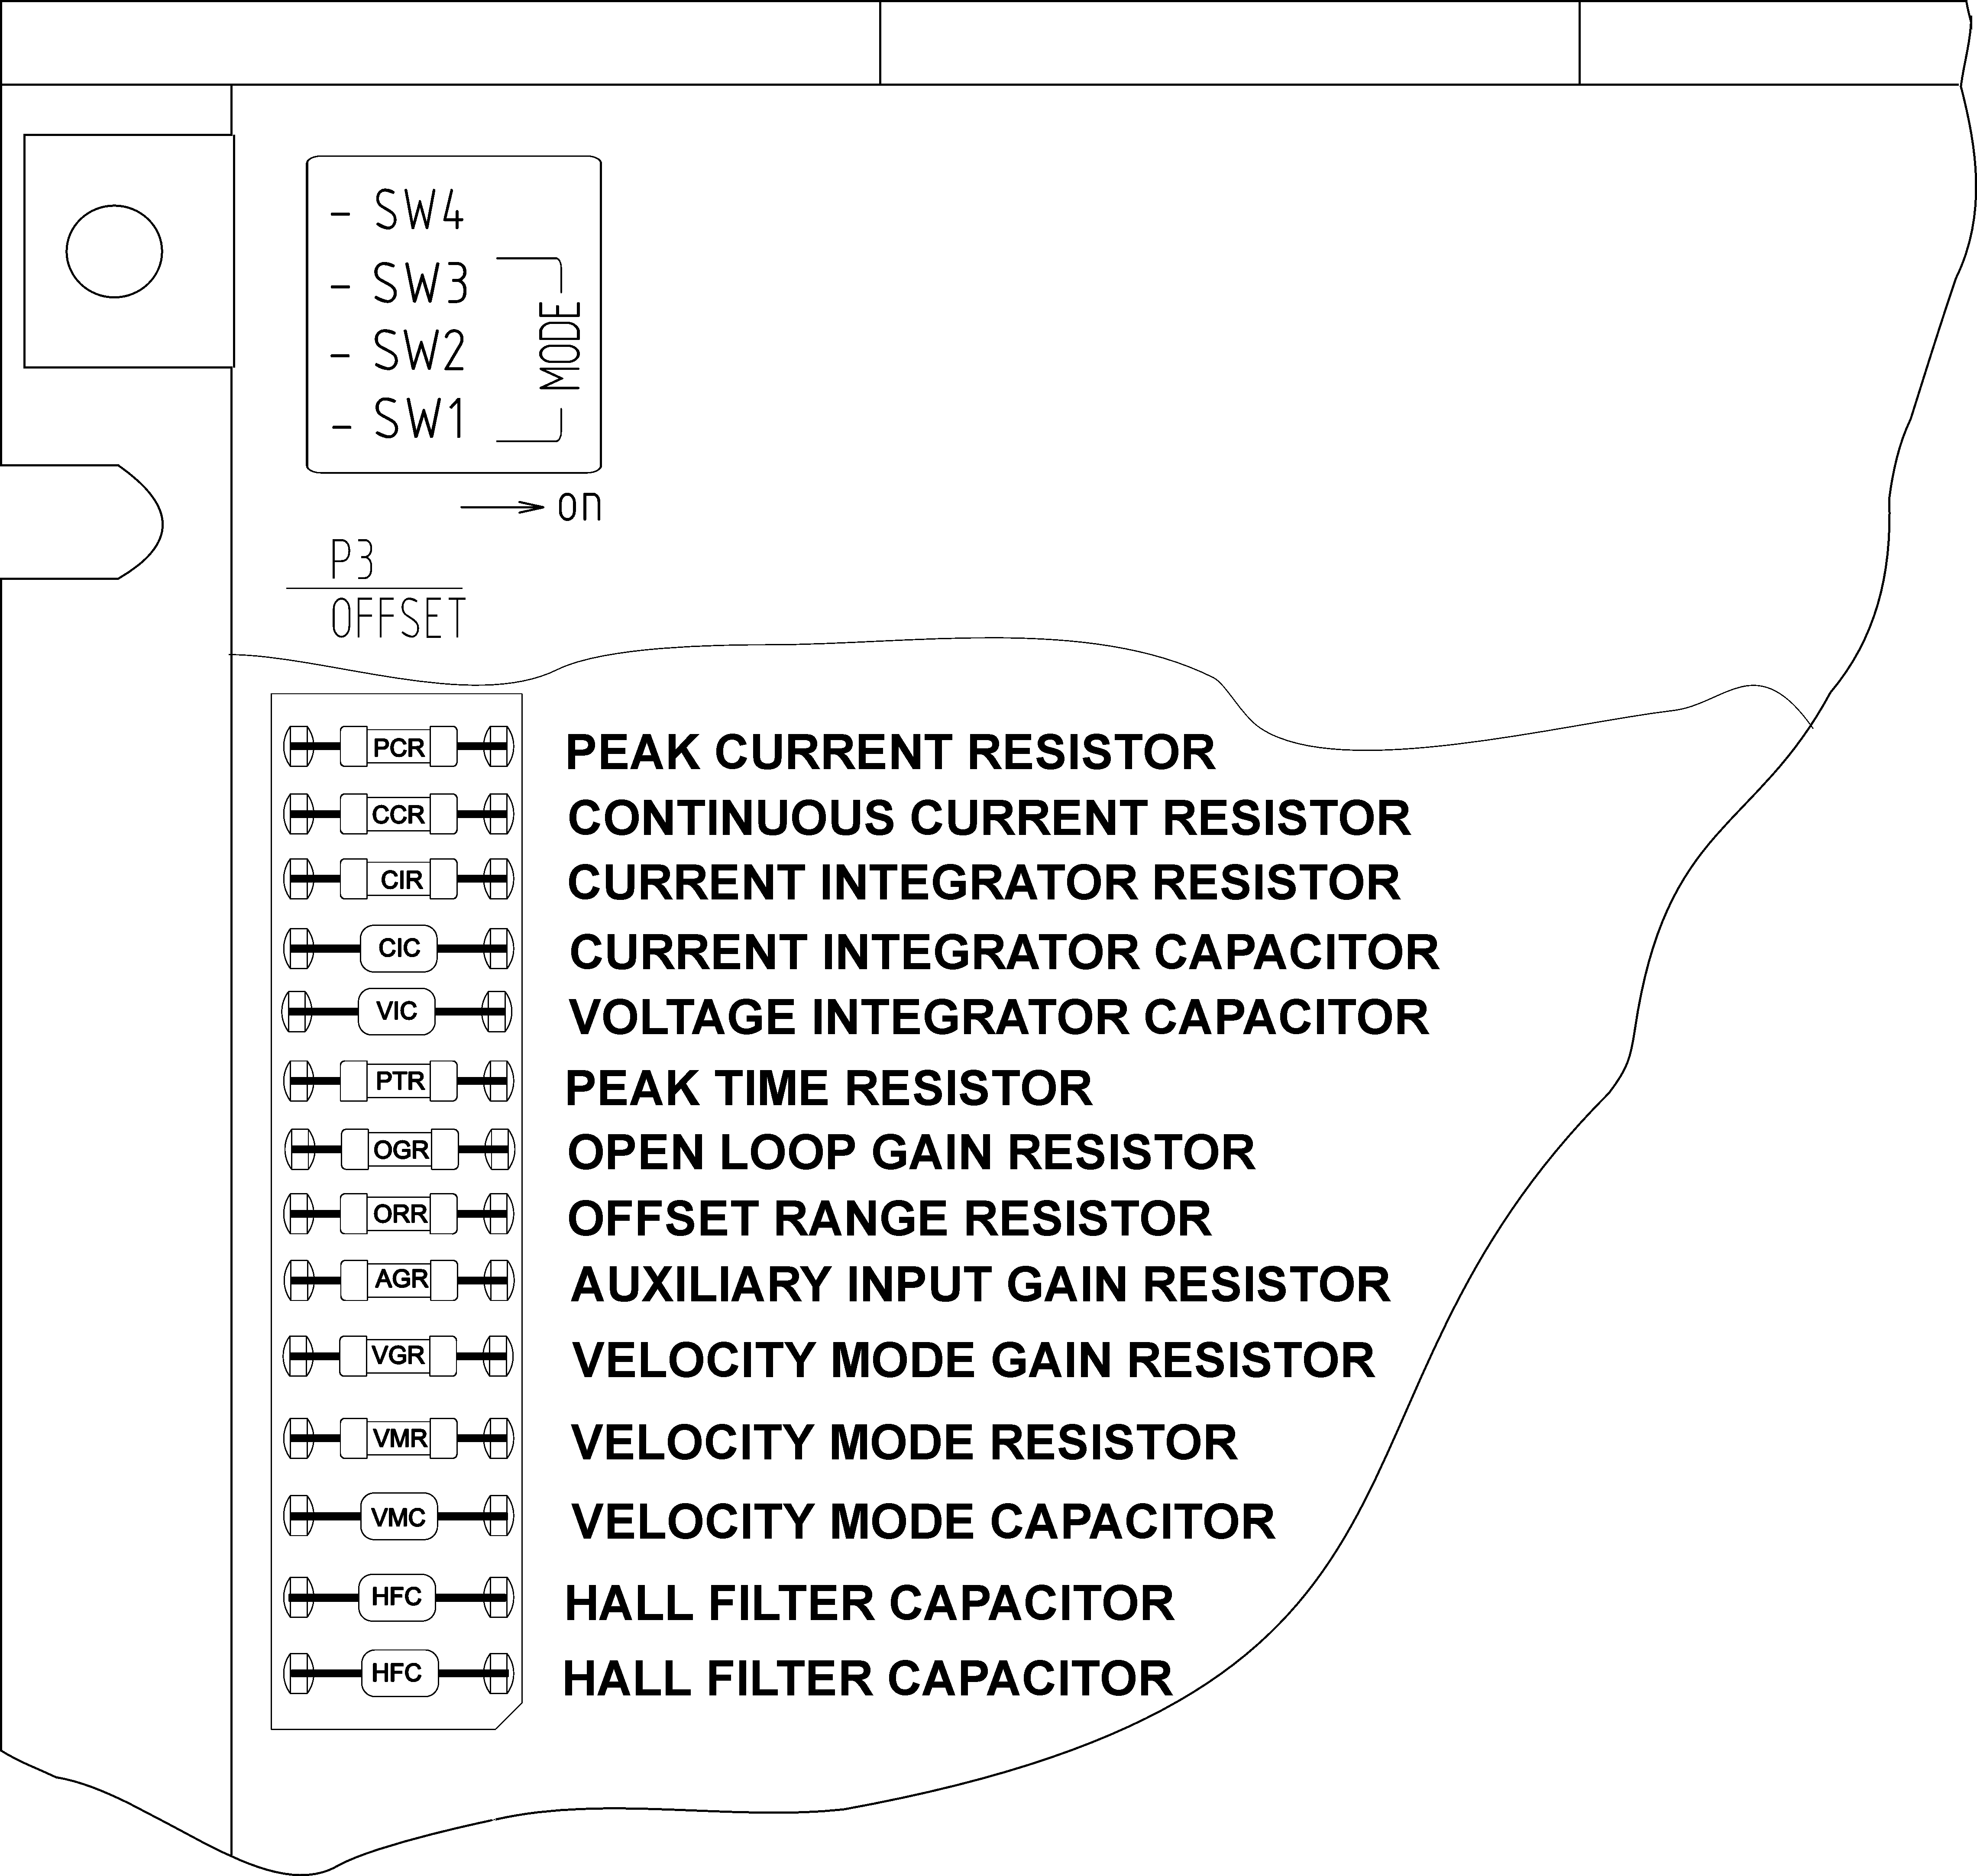 - SW4
- SW3
- SW2
- SW1
MODE
on
P3
OFFSET
PCR PEAK CURRENT RESISTOR
CCR CONTINUOUS CURRENT RESISTOR
CIR CURRENT INTEGRATOR RESISTOR
CIC CURRENT INTEGRATOR CAPACITOR
VIC VOLTAGE INTEGRATOR CAPACITOR
PTR PEAK TIME RESISTOR
OGR OPEN LOOP GAIN RESISTOR
ORR OFFSET RANGE RESISTOR
AGR AUXILIARY INPUT GAIN RESISTOR
VGR VELOCITY MODE GAIN RESISTOR
VMR VELOCITY MODE RESISTOR
VMC VELOCITY MODE CAPACITOR
HFC HALL FILTER CAPACITOR
HFC HALL FILTER CAPACITOR